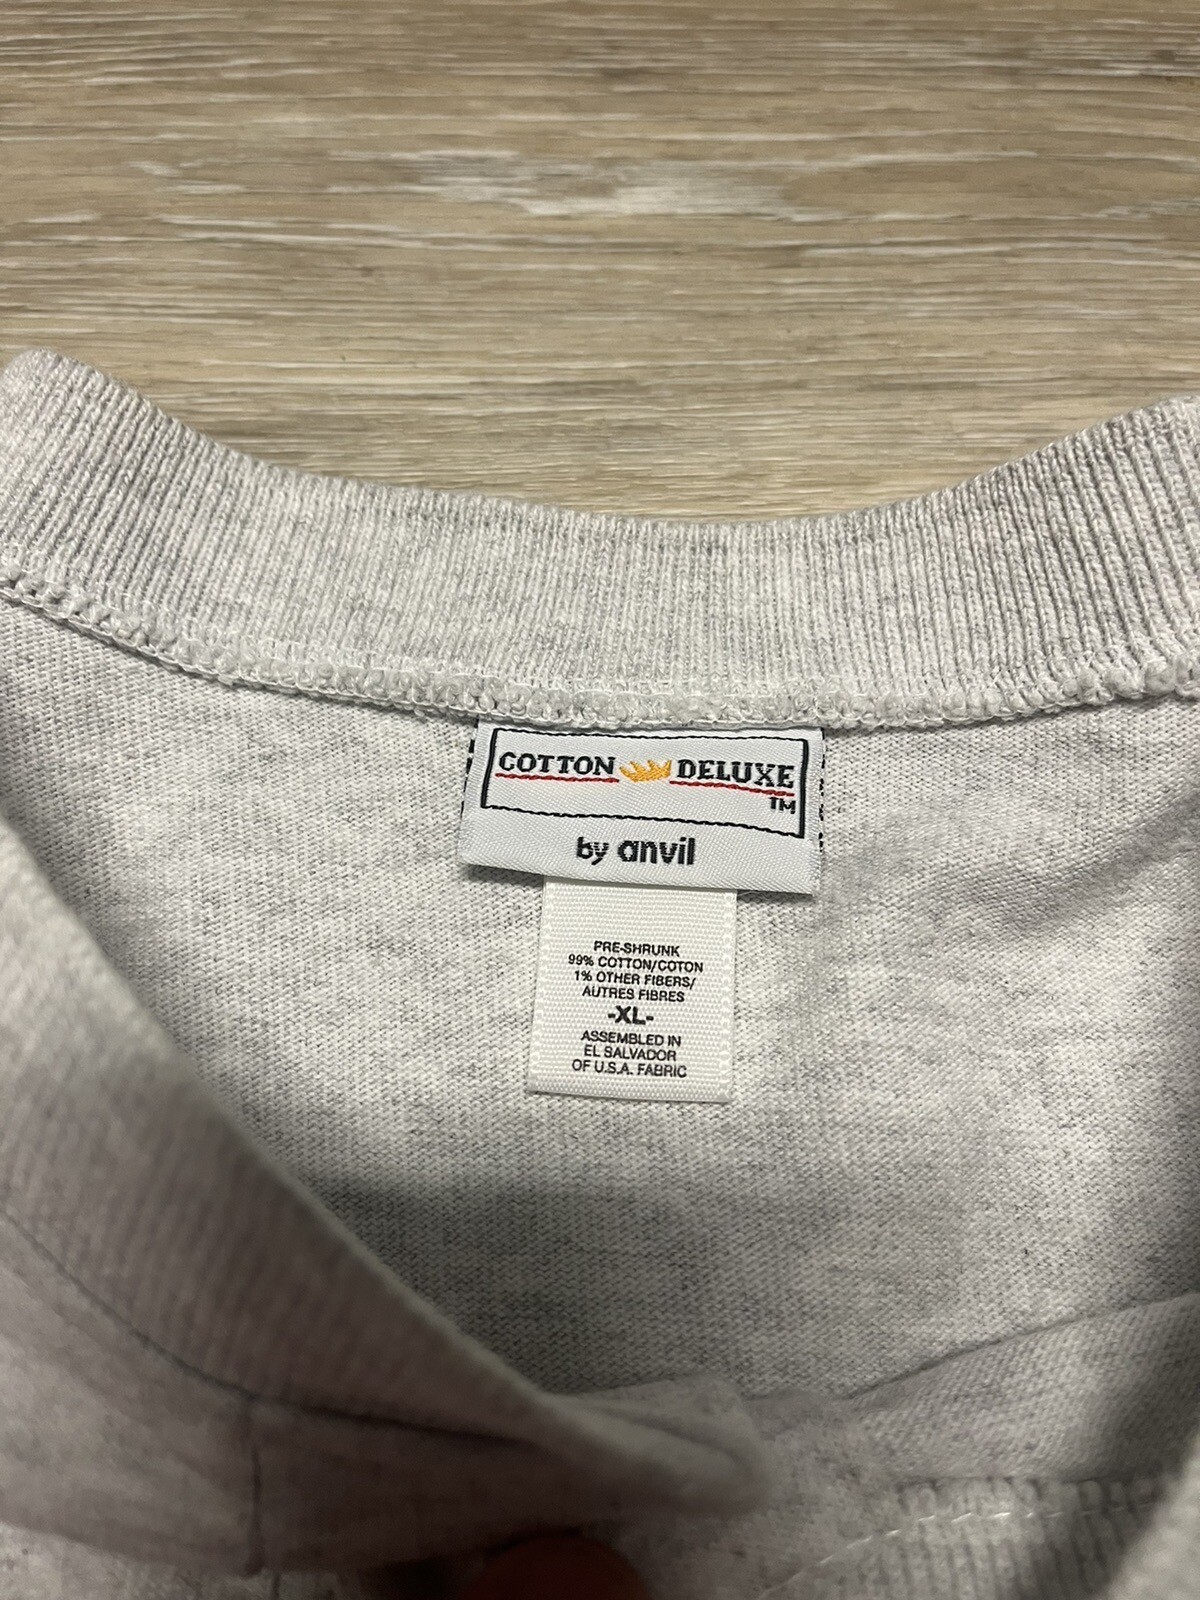 COTTON DELUXE
TM
by anvil
PRE-SHRUNK
99% COTTON/COTON
1% OTHER FIBERS/
AUTRES FIBRES
-XL-
ASSEMBLED IN
EL SALVADOR
OF U.S.A. FABRIC